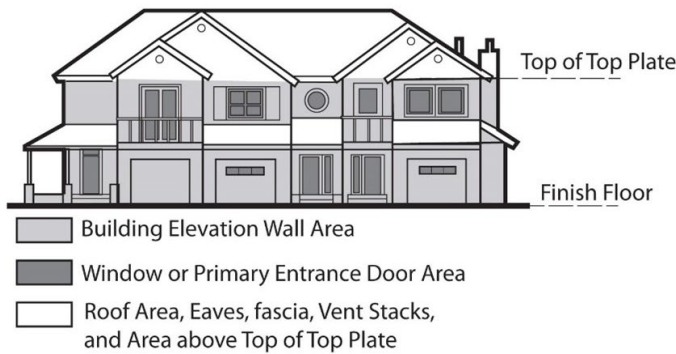 Top of Top Plate
Finish Floor
Building Elevation Wall Area
Window or Primary Entrance Door Area
Roof Area, Eaves, fascia, Vent Stacks,
and Area above Top of Top Plate